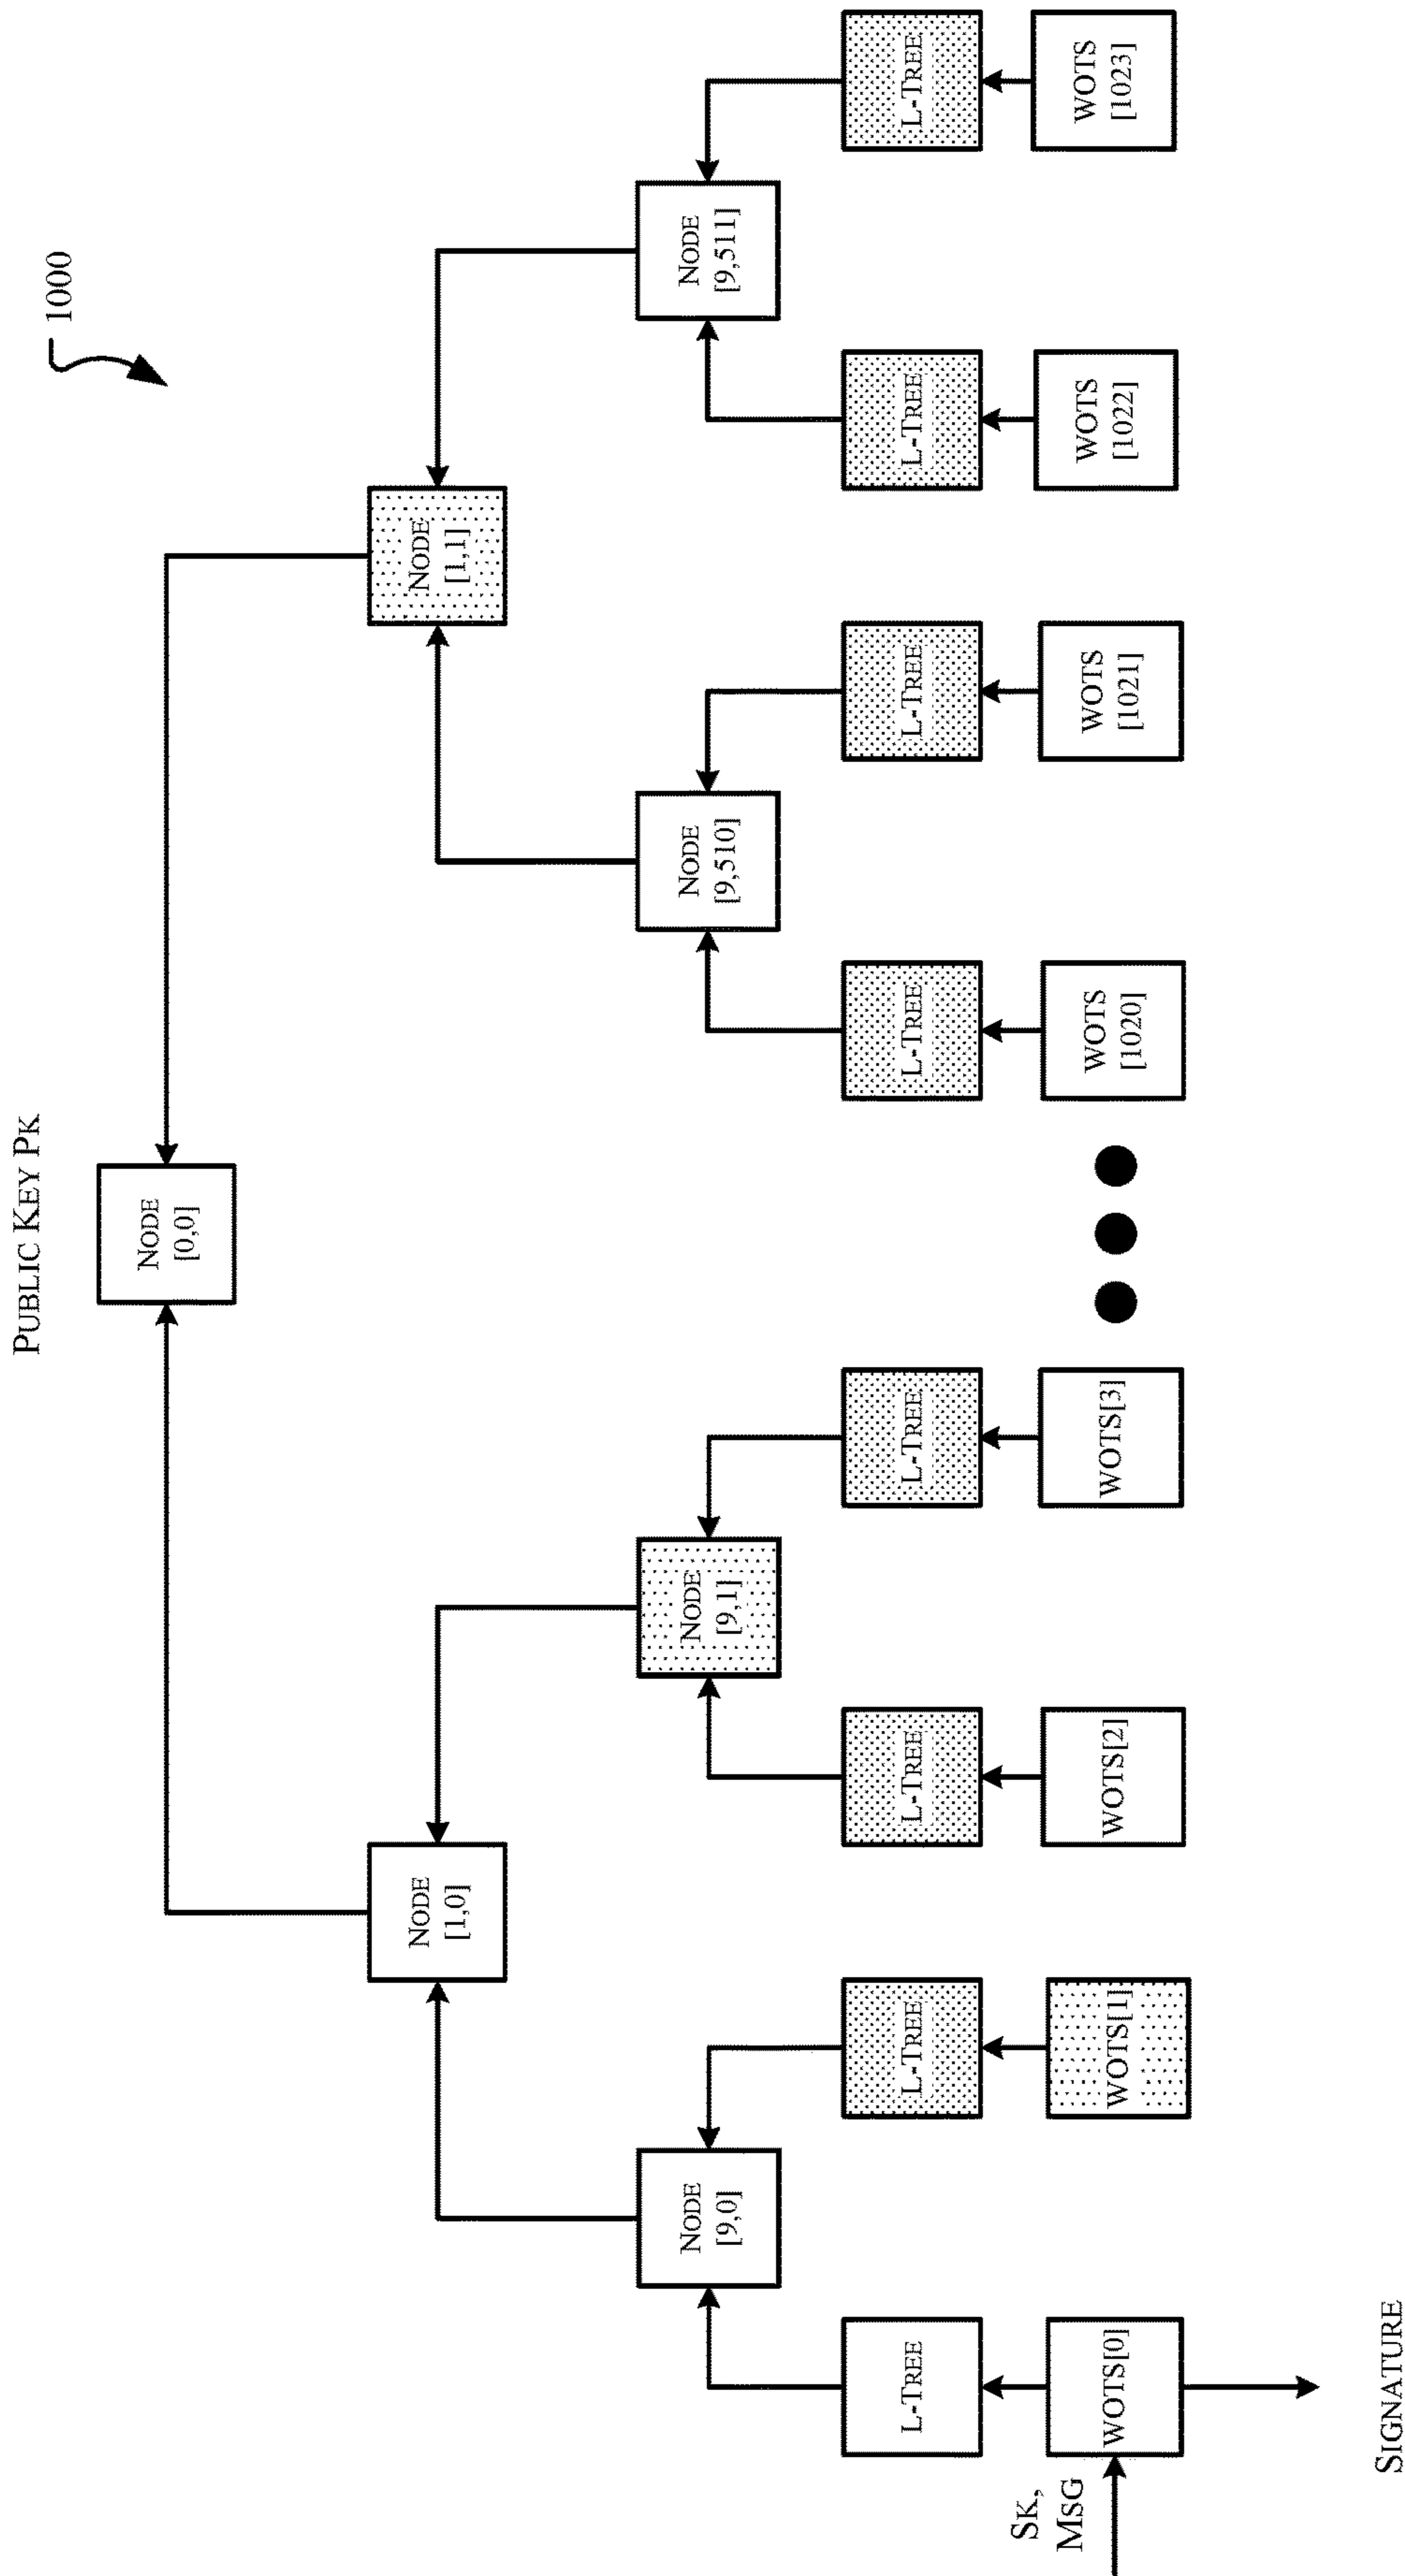 PUBLIC KEY PK
1000
NODE
[0,0]
NODE
[1,0]
NODE
[1,1]
NODE
[9,0]
NODE
[9,1]
NODE
[9,510]
NODE
[9,511]
L-TREE
L-TREE
L-TREE
L-TREE
L-TREE
L-TREE
L-TREE
L-TREE
SK,
MSG
WOTS[0]
WOTS[1]
WOTS[2]
WOTS[3]
WOTS
[1020]
WOTS
[1021]
WOTS
[1022]
WOTS
[1023]
SIGNATURE